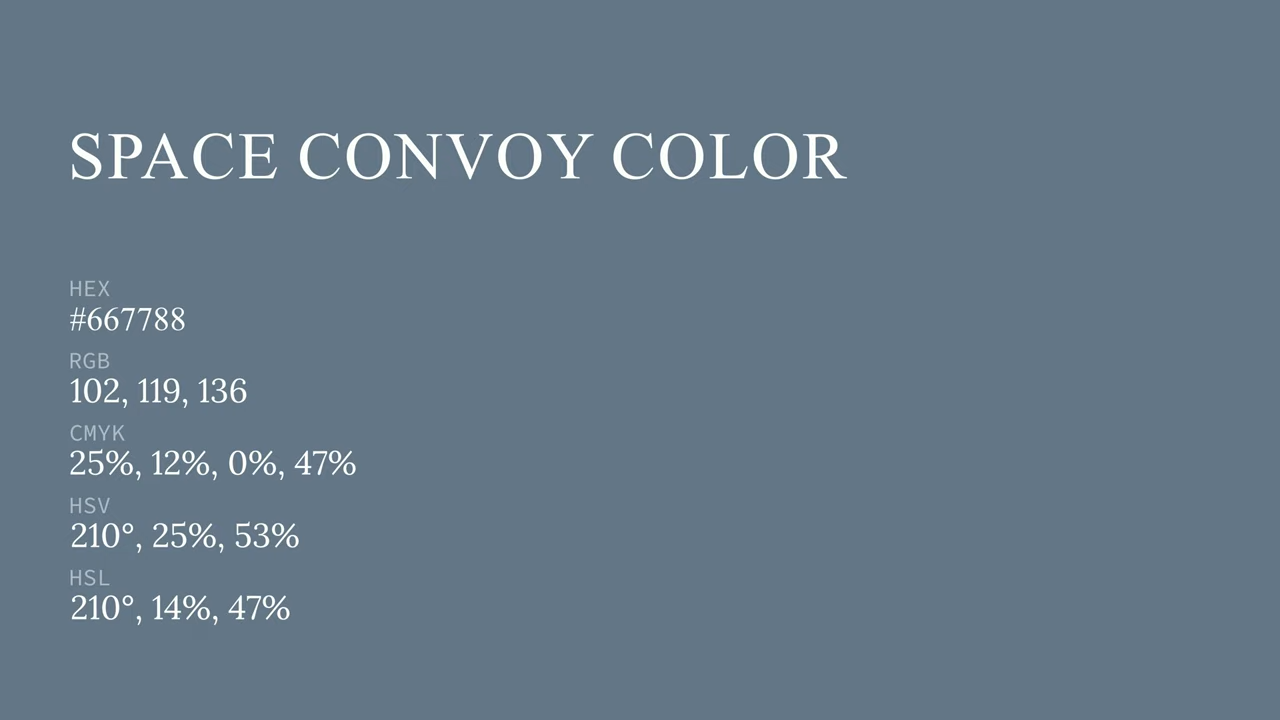 SPACE CONVOY COLOR
HEX
#667788
RGB
102, 119, 136
CMYK
25%, 12%, 0%, 47%
HSV
210°, 25%, 53%
HSL
210°, 14%, 47%